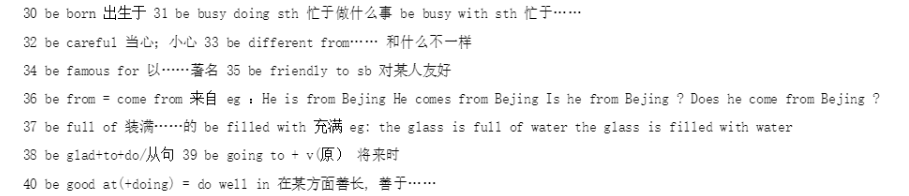 30 be born 出生于 31 be busy doing sth 忙于做什么事 be busy with sth 忙于……
32 be careful 当心；小心 33 be different from…… 和什么不一样
34 be famous for 以……著名 35 be friendly to sb 对某人友好
36 be from = come from 来自 eg ：He is from Bejing He comes from Bejing Is he from Bejing ? Does he come from Bejing ?
37 be full of 装满……的 be filled with 充满 eg: the glass is full of water the glass is filled with water
38 be glad+to+do/从句 39 be going to + v(原） 将来时
40 be good at(+doing) = do well in 在某方面善长, 善于……